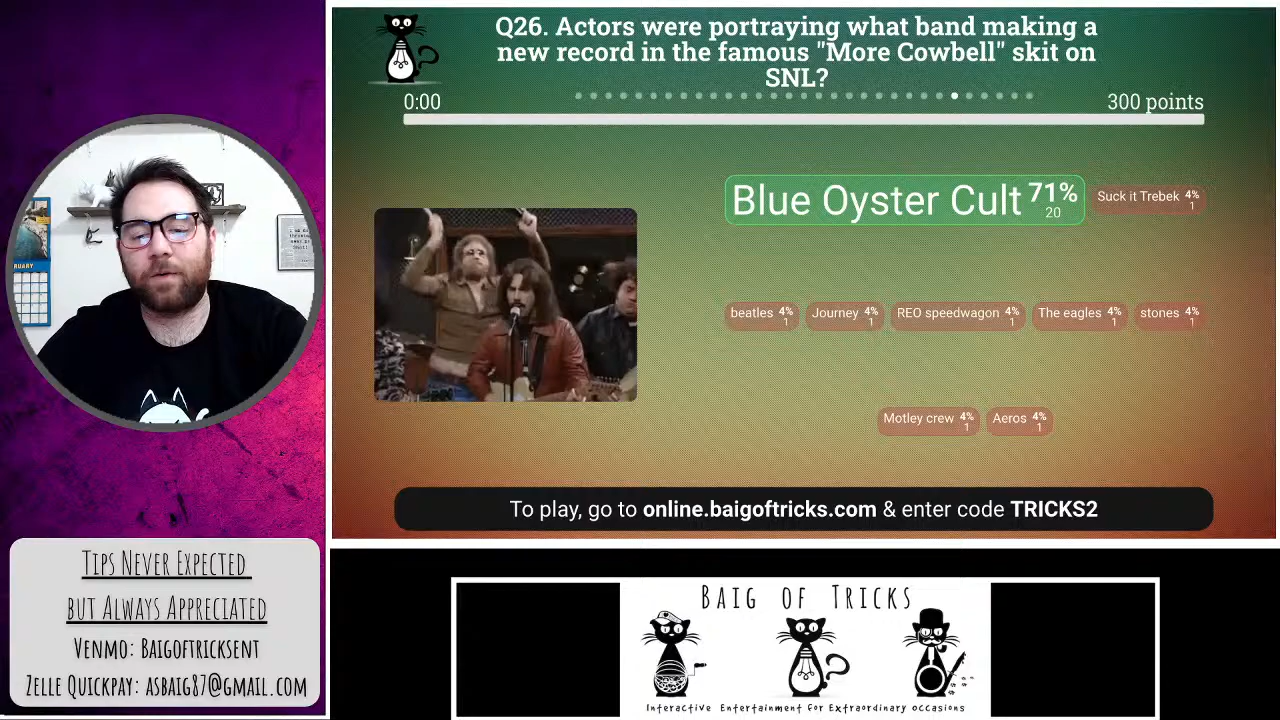 Q26. Actors were portraying what band making a
new record in the famous "More Cowbell" skit on
SNL?
0:00
300 points
Blue Oyster Cult 71% 20
Suck it Trebek 4% 1
beatles 4% 1
Journey 4% 1
REO speedwagon 4% 1
The eagles 4% 1
stones 4% 1
Motley crew 4% 1
Aeros 4% 1
To play, go to online.baigoftricks.com & enter code TRICKS2
RUARY
Tips Never Expected
but Always Appreciated
Venmo: Baigoftricksent
Zelle Quickpay: asbaig87@gmail.com
Baig of Tricks
Interactive Entertainment for Extraordinary Occasions